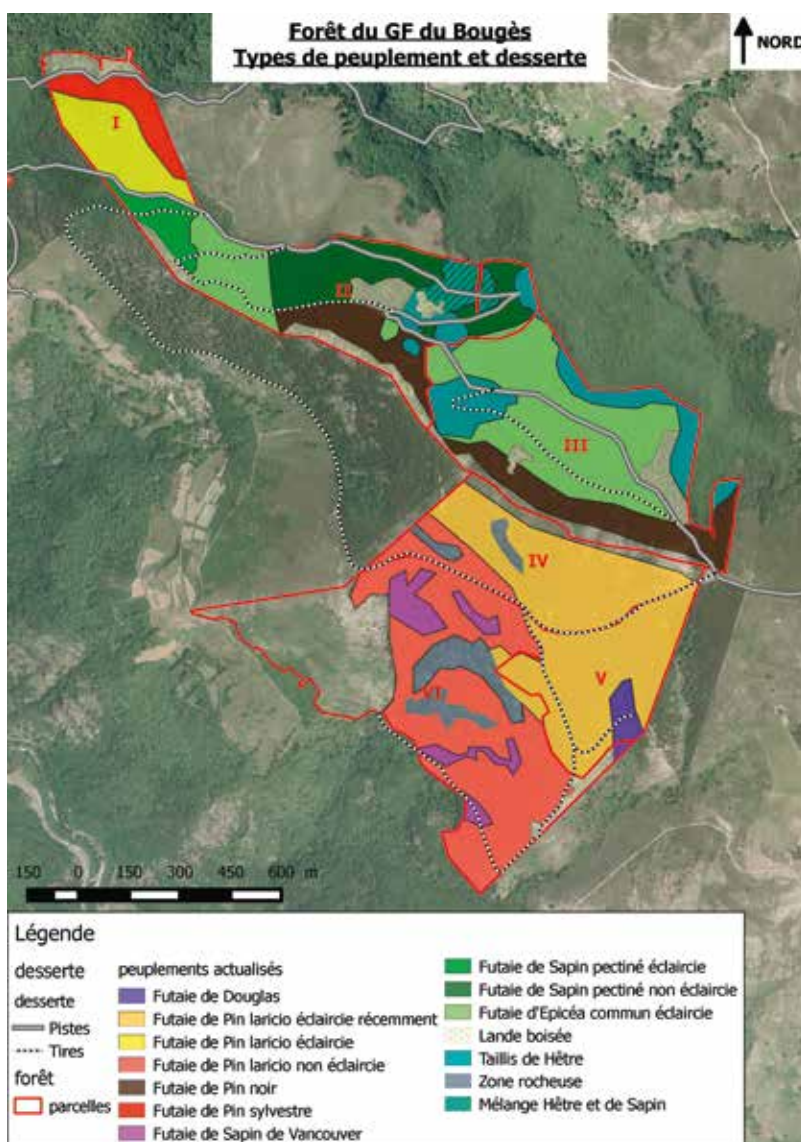 Forêt du GF du Bougès
Types de peuplement et desserte
NORD
I
II
III
IV
V
VI
150 0 150 300 450 600 m
Légende
desserte
desserte
Pistes
Tires
forêt
parcelles
peuplements actualisés
Futaie de Douglas
Futaie de Pin laricio éclaircie récemment
Futaie de Pin laricio éclaircie
Futaie de Pin laricio non éclaircie
Futaie de Pin noir
Futaie de Pin sylvestre
Futaie de Sapin de Vancouver
Futaie de Sapin pectiné éclaircie
Futaie de Sapin pectiné non éclaircie
Futaie d'Epicéa commun éclaircie
Lande boisée
Taillis de Hêtre
Zone rocheuse
Mélange Hêtre et de Sapin